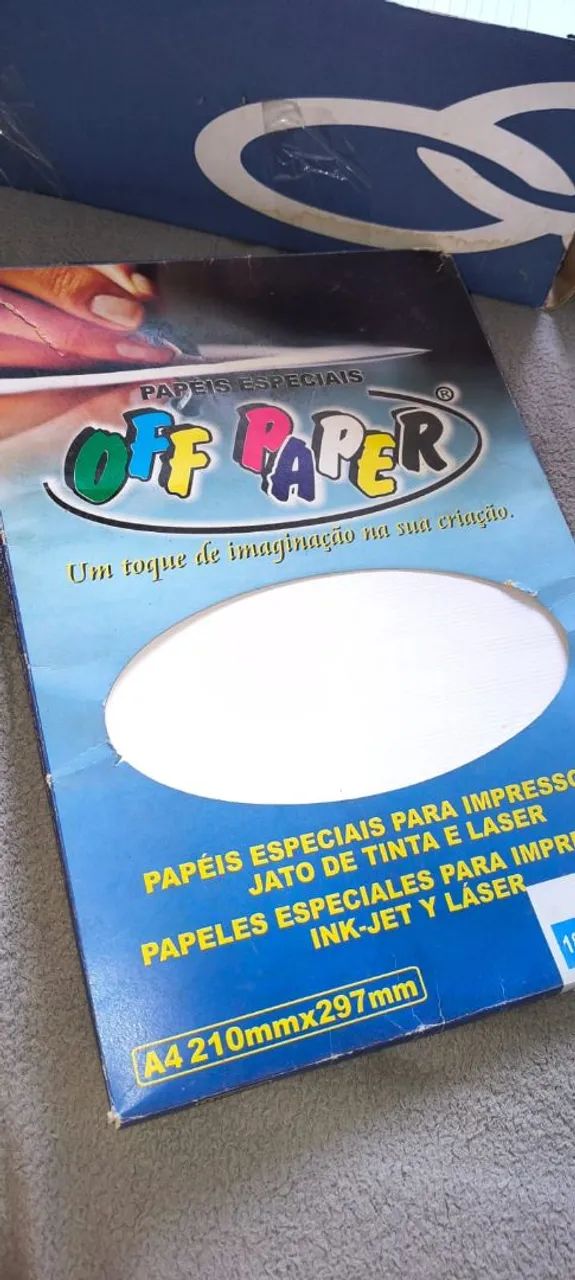 PAPÉIS ESPECIAIS
OFF PAPER®
Um toque de imaginação na sua criação.
PAPÉIS ESPECIAIS PARA IMPRESSO
JATO DE TINTA E LASER
PAPELES ESPECIALES PARA IMPRE
INK-JET Y LÁSER
A4 210mmx297mm